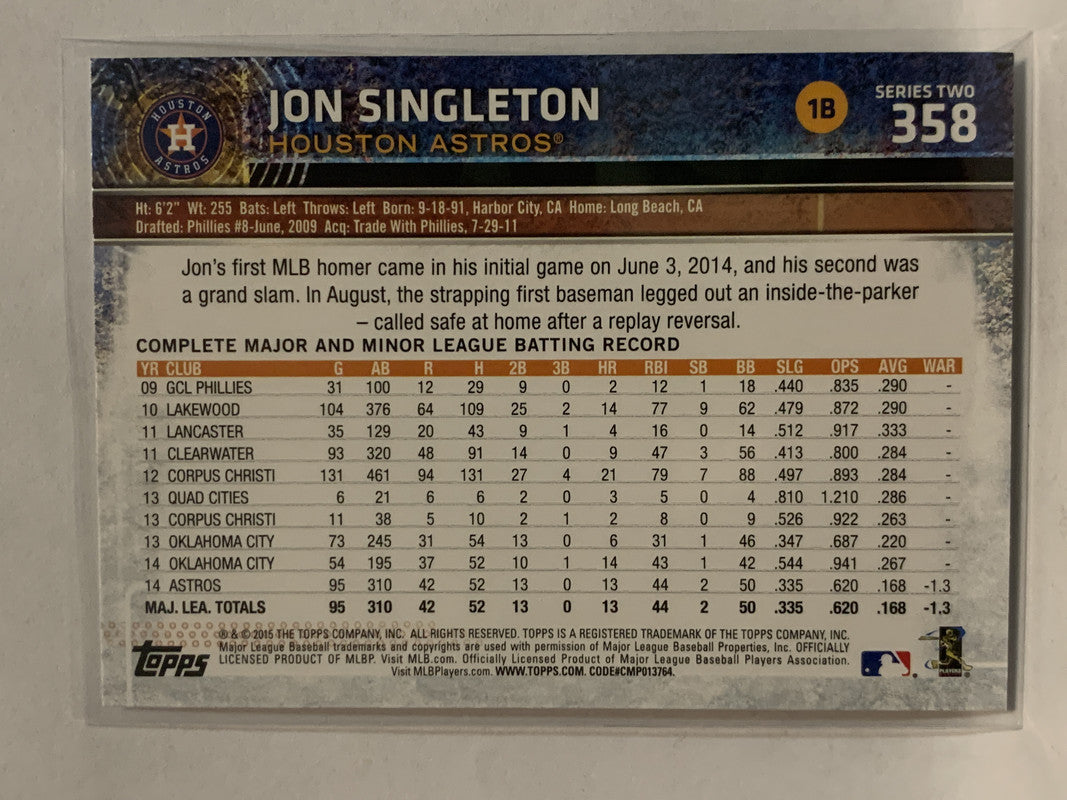 HOUSTON
H
ASTROS
JON SINGLETON
HOUSTON ASTROS®
1B
SERIES TWO
358
Ht: 6'2" Wt: 255 Bats: Left Throws: Left Born: 9-18-91, Harbor City, CA Home: Long Beach, CA
Drafted: Phillies #8-June, 2009 Acq: Trade With Phillies, 7-29-11
Jon's first MLB homer came in his initial game on June 3, 2014, and his second was
a grand slam. In August, the strapping first baseman legged out an inside-the-parker
– called safe at home after a replay reversal.
COMPLETE MAJOR AND MINOR LEAGUE BATTING RECORD
YR CLUB G AB R H 2B 3B HR RBI SB BB SLG OPS AVG WAR
09 GCL PHILLIES 31 100 12 29 9 0 2 12 1 18 .440 .835 .290 -
10 LAKEWOOD 104 376 64 109 25 2 14 77 9 62 .479 .872 .290 -
11 LANCASTER 35 129 20 43 9 1 4 16 0 14 .512 .917 .333 -
11 CLEARWATER 93 320 48 91 14 0 9 47 3 56 .413 .800 .284 -
12 CORPUS CHRISTI 131 461 94 131 27 4 21 79 7 88 .497 .893 .284 -
13 QUAD CITIES 6 21 6 6 2 0 3 5 0 4 .810 1.210 .286 -
13 CORPUS CHRISTI 11 38 5 10 2 1 2 8 0 9 .526 .922 .263 -
13 OKLAHOMA CITY 73 245 31 54 13 0 6 31 1 46 .347 .687 .220 -
14 OKLAHOMA CITY 54 195 37 52 10 1 14 43 1 42 .544 .941 .267 -
14 ASTROS 95 310 42 52 13 0 13 44 2 50 .335 .620 .168 -1.3
MAJ. LEA. TOTALS 95 310 42 52 13 0 13 44 2 50 .335 .620 .168 -1.3
® & © 2015 THE TOPPS COMPANY, INC. ALL RIGHTS RESERVED. TOPPS IS A REGISTERED TRADEMARK OF THE TOPPS COMPANY, INC.
Major League Baseball trademarks and copyrights are used with permission of Major League Baseball Properties, Inc. OFFICIALLY
LICENSED PRODUCT OF MLBP. Visit MLB.com. Officially Licensed Product of Major League Baseball Players Association.
Visit MLBPlayers.com. WWW.TOPPS.COM. CODE#CMP013764.
TOPPS